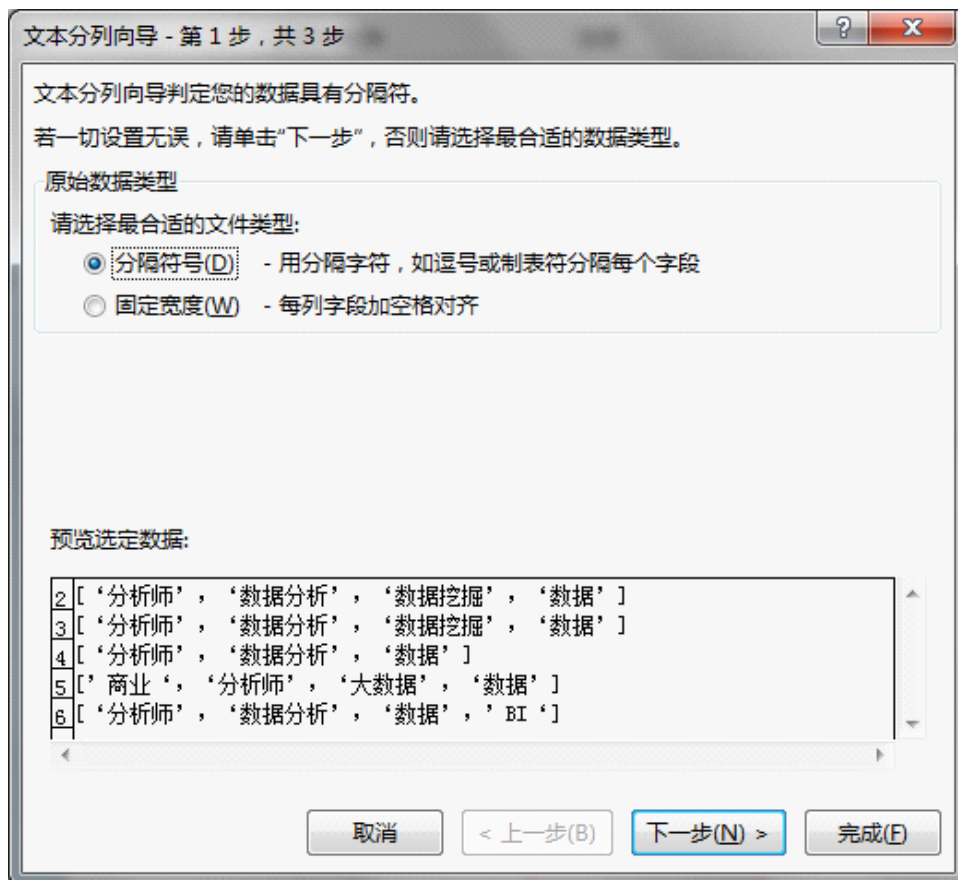 文本分列向导 - 第 1 步，共 3 步
文本分列向导判定您的数据具有分隔符。
若一切设置无误，请单击“下一步”，否则请选择最合适的数据类型。
原始数据类型
请选择最合适的文件类型:
分隔符号(D) - 用分隔字符，如逗号或制表符分隔每个字段
固定宽度(W) - 每列字段加空格对齐
预览选定数据:
2 [‘分析师’，‘数据分析’，‘数据挖掘’，‘数据’]
3 [‘分析师’，‘数据分析’，‘数据挖掘’，‘数据’]
4 [‘分析师’，‘数据分析’，‘数据’]
5 [’商业‘，‘分析师’，‘大数据’，‘数据’]
6 [‘分析师’，‘数据分析’，‘数据’，’BI‘]
取消 < 上一步(B) 下一步(N) > 完成(F)